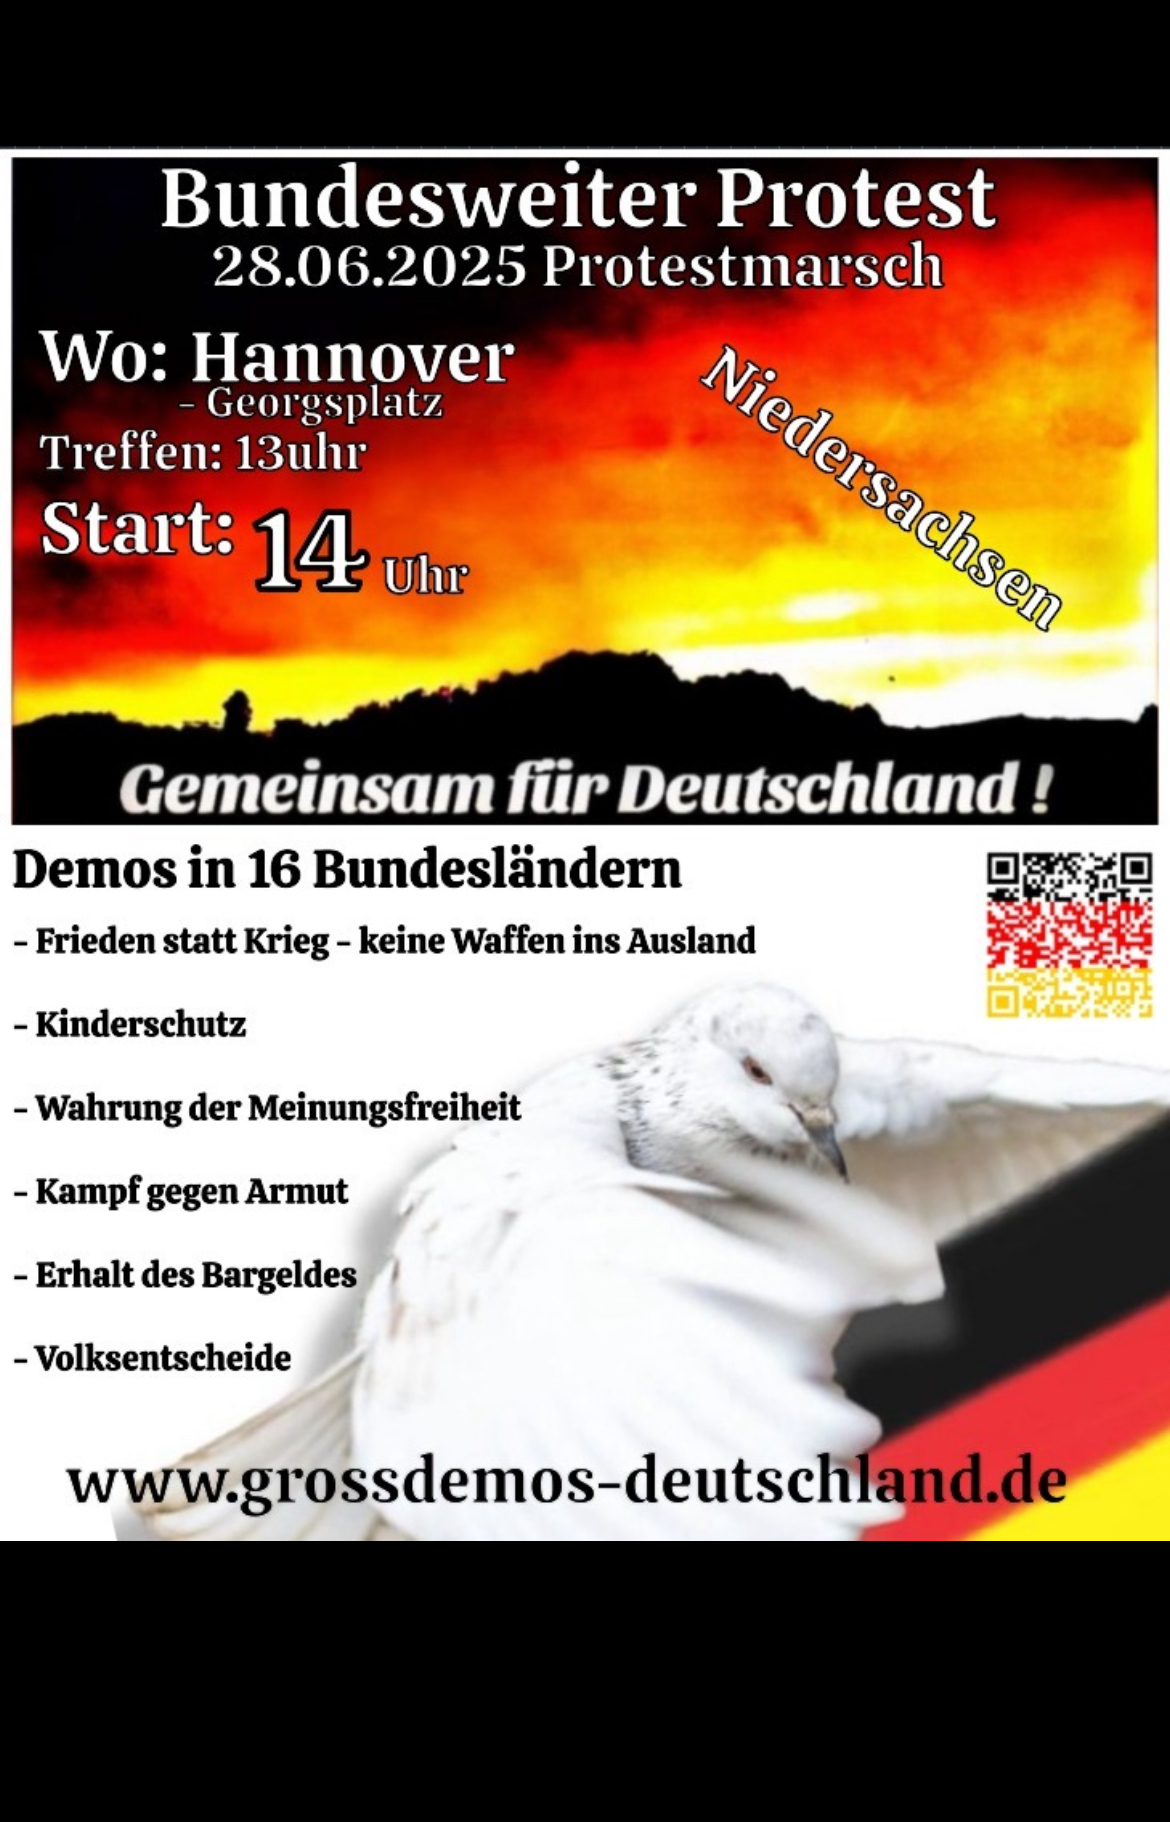 Bundesweiter Protest
28.06.2025 Protestmarsch
Wo: Hannover
- Georgsplatz
Treffen: 13uhr
Start: 14 Uhr
Niedersachsen
Gemeinsam für Deutschland !
Demos in 16 Bundesländern
- Frieden statt Krieg - keine Waffen ins Ausland
- Kinderschutz
- Wahrung der Meinungsfreiheit
- Kampf gegen Armut
- Erhalt des Bargeldes
- Volksentscheide
www.grossdemos-deutschland.de